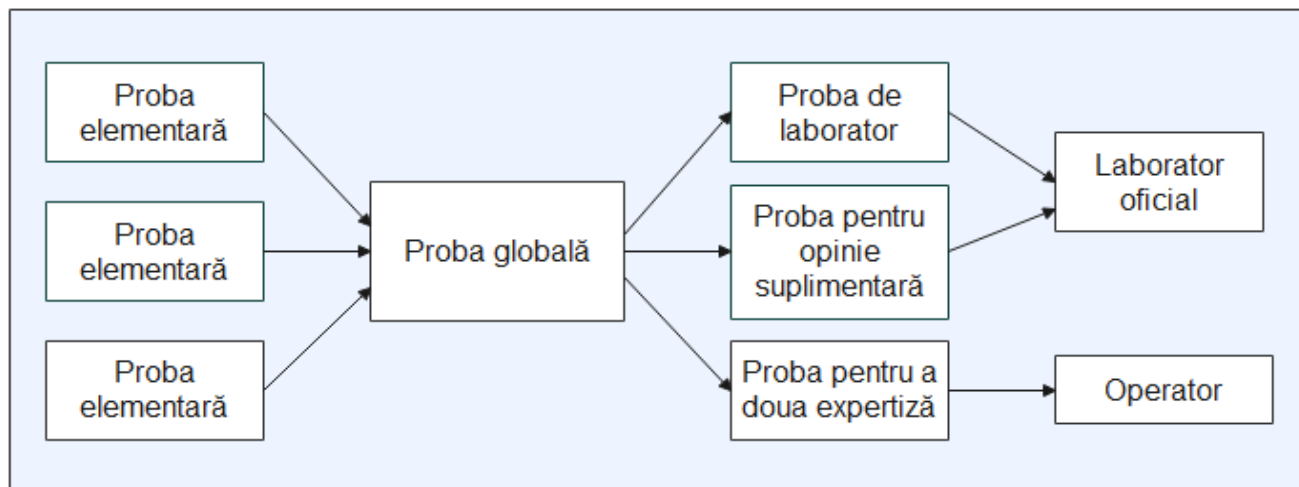 Proba
elementară
Proba
elementară
Proba
elementară
Proba globală
Proba de
laborator
Proba pentru
opinie
suplimentară
Proba pentru a
doua expertiză
Laborator
oficial
Operator